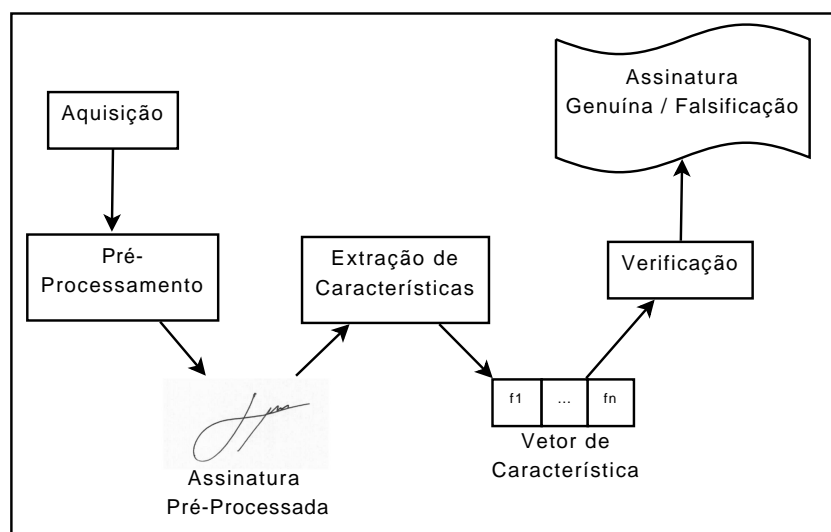 Aquisição
Pré-
Processamento
Assinatura
Pré-Processada
Extração de
Características
f1 ... fn
Vetor de
Característica
Verificação
Assinatura
Genuína / Falsificação